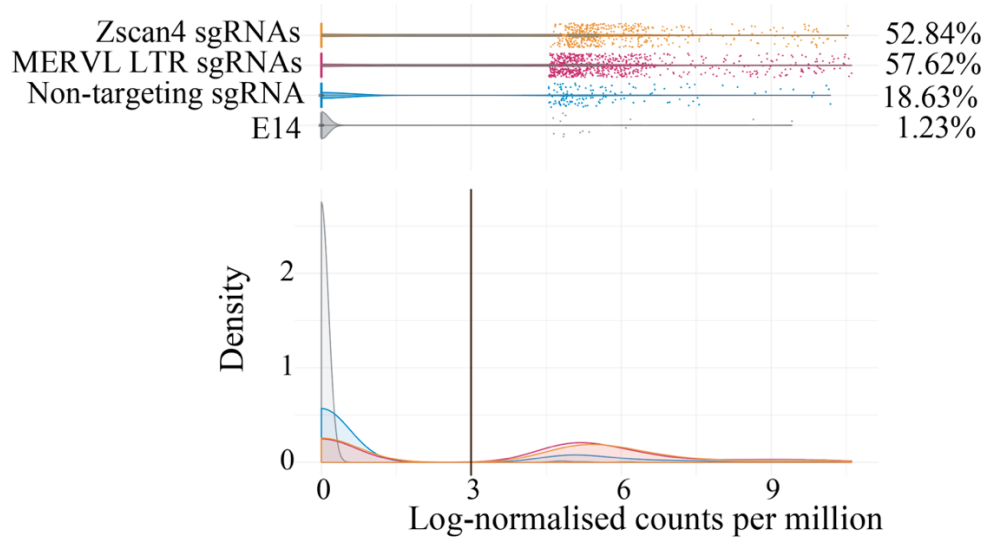 Zscan4 sgRNAs 52.84%
MERVL LTR sgRNAs 57.62%
Non-targeting sgRNA 18.63%
E14 1.23%
Density
2
1
0
0 3 6 9
Log-normalised counts per million